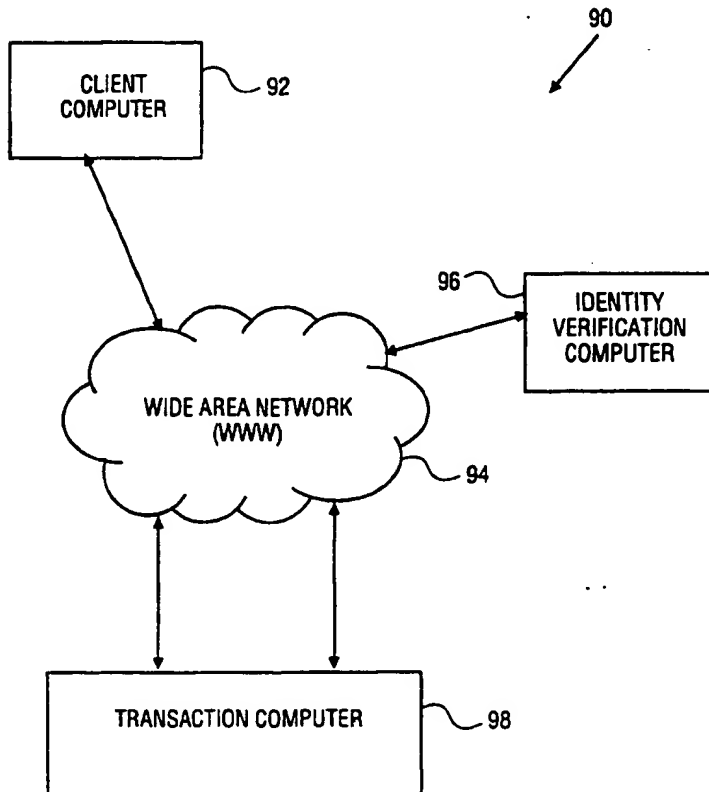 90
CLIENT
COMPUTER
92
96
IDENTITY
VERIFICATION
COMPUTER
WIDE AREA NETWORK
(WWW)
94
TRANSACTION COMPUTER
98